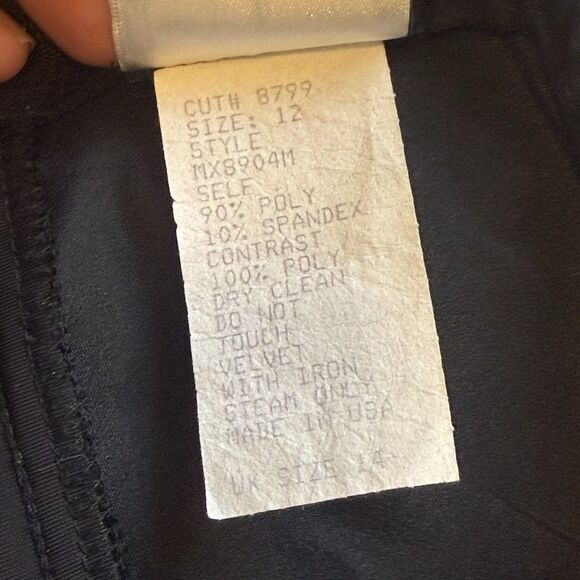 CUT# 8799
SIZE: 12
STYLE
MX8904M
SELF
90% POLY
10% SPANDEX
CONTRAST
100% POLY
DRY CLEAN
DO NOT
TOUCH
VELVET
WITH IRON
STEAM ONLY
MADE IN USA
UK SIZE 14